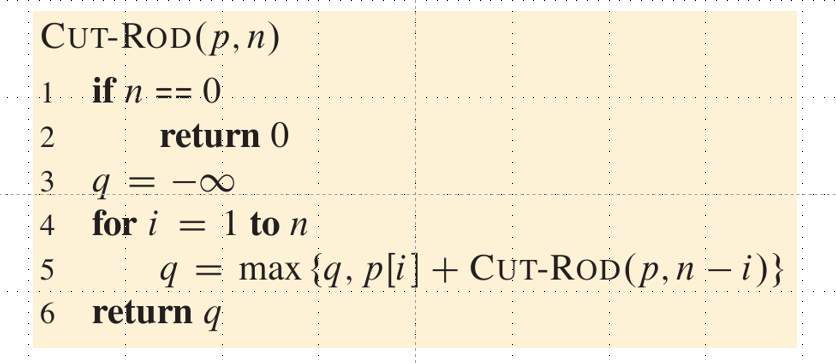 CUT-ROD(p, n)
1 if n == 0
2 return 0
3 q = −∞
4 for i = 1 to n
5 q = max {q, p[i] + CUT-ROD(p, n − i)}
6 return q